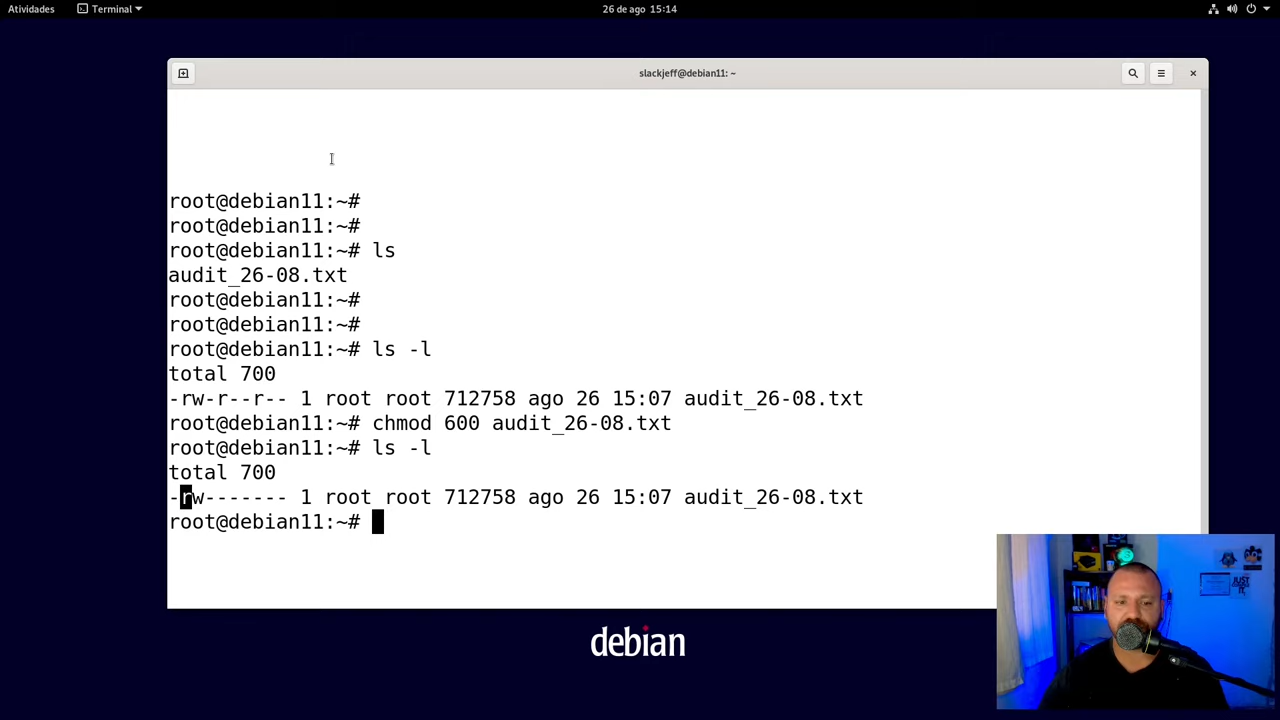 Atividades
Terminal
26 de ago 15:14
slackjeff@debian11: ~
root@debian11:~#
root@debian11:~#
root@debian11:~# ls
audit_26-08.txt
root@debian11:~#
root@debian11:~#
root@debian11:~# ls -l
total 700
-rw-r--r-- 1 root root 712758 ago 26 15:07 audit_26-08.txt
root@debian11:~# chmod 600 audit_26-08.txt
root@debian11:~# ls -l
total 700
-rw------- 1 root root 712758 ago 26 15:07 audit_26-08.txt
root@debian11:~#
debian